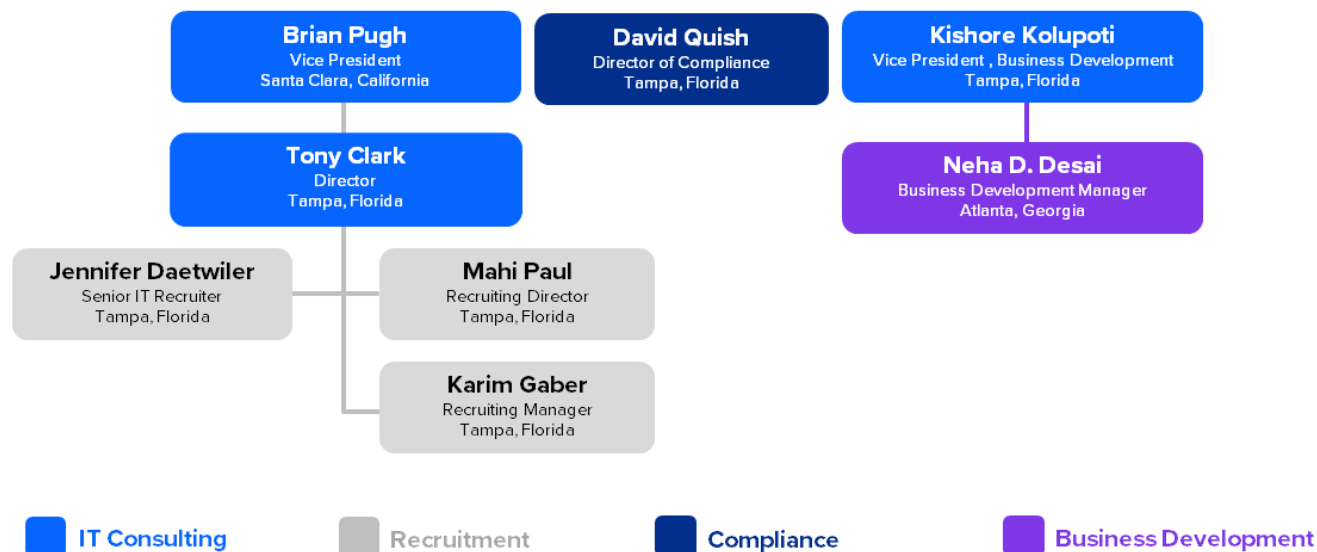 Brian Pugh
Vice President
Santa Clara, California
David Quish
Director of Compliance
Tampa, Florida
Kishore Kolupoti
Vice President , Business Development
Tampa, Florida
Tony Clark
Director
Tampa, Florida
Neha D. Desai
Business Development Manager
Atlanta, Georgia
Jennifer Daetwiler
Senior IT Recruiter
Tampa, Florida
Mahi Paul
Recruiting Director
Tampa, Florida
Karim Gaber
Recruiting Manager
Tampa, Florida
IT Consulting
Recruitment
Compliance
Business Development